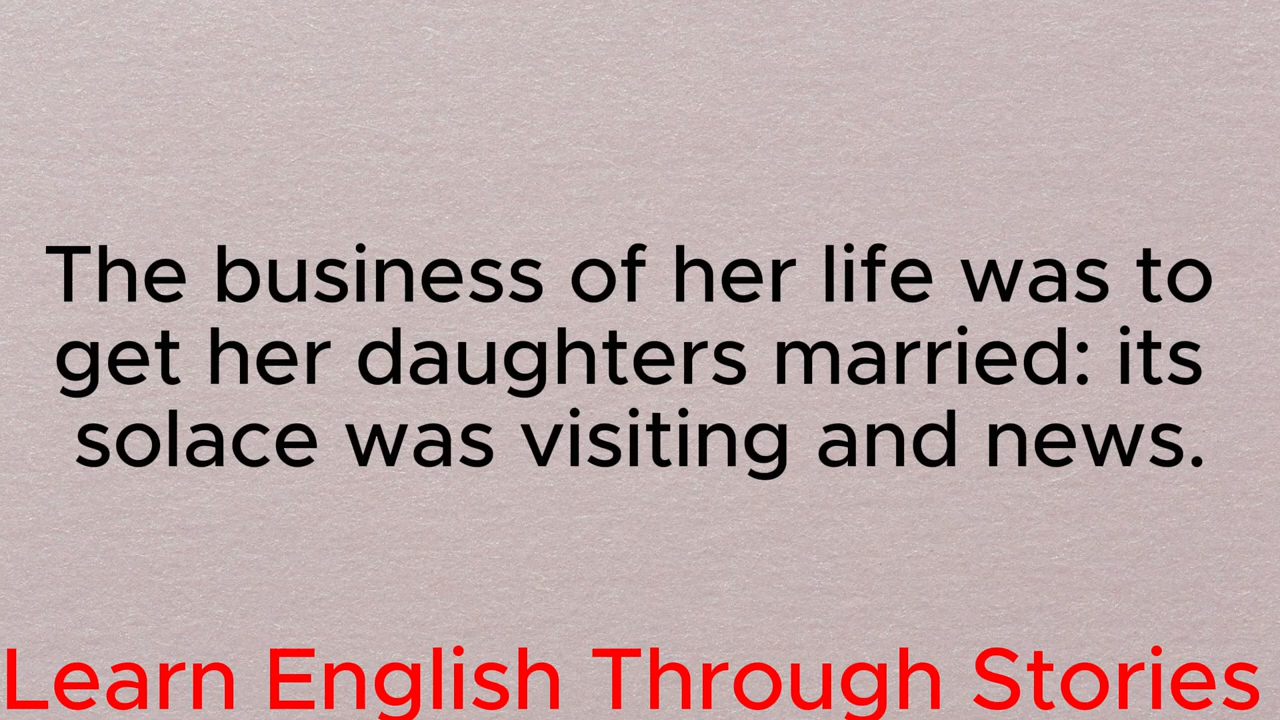 The business of her life was to
get her daughters married: its
solace was visiting and news.
Learn English Through Stories